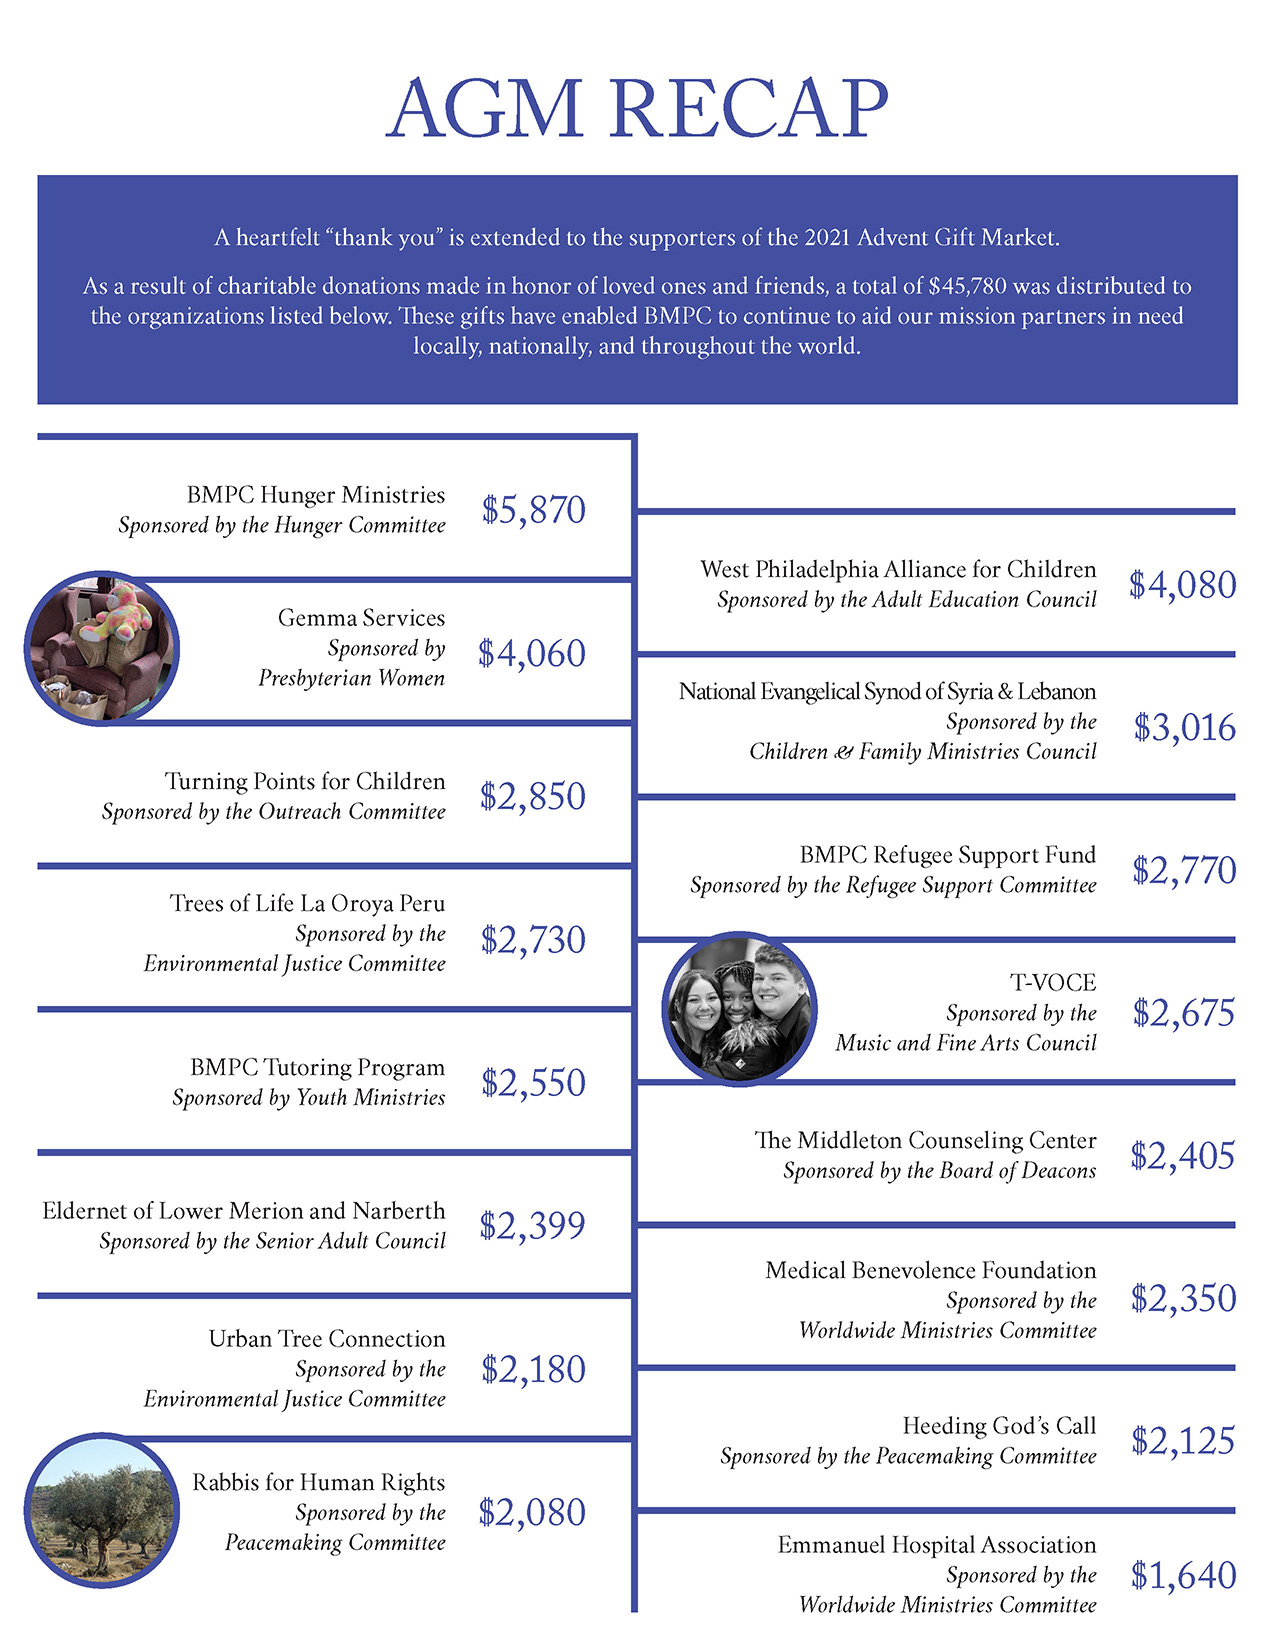 AGM RECAP
A heartfelt “thank you” is extended to the supporters of the 2021 Advent Gift Market.
As a result of charitable donations made in honor of loved ones and friends, a total of $45,780 was distributed to
the organizations listed below. These gifts have enabled BMPC to continue to aid our mission partners in need
locally, nationally, and throughout the world.
BMPC Hunger Ministries
Sponsored by the Hunger Committee
$5,870
West Philadelphia Alliance for Children
Sponsored by the Adult Education Council
$4,080
Gemma Services
Sponsored by
Presbyterian Women
$4,060
National Evangelical Synod of Syria & Lebanon
Sponsored by the
Children & Family Ministries Council
$3,016
Turning Points for Children
Sponsored by the Outreach Committee
$2,850
BMPC Refugee Support Fund
Sponsored by the Refugee Support Committee
$2,770
Trees of Life La Oroya Peru
Sponsored by the
Environmental Justice Committee
$2,730
T-VOCE
Sponsored by the
Music and Fine Arts Council
$2,675
BMPC Tutoring Program
Sponsored by Youth Ministries
$2,550
The Middleton Counseling Center
Sponsored by the Board of Deacons
$2,405
Eldernet of Lower Merion and Narberth
Sponsored by the Senior Adult Council
$2,399
Medical Benevolence Foundation
Sponsored by the
Worldwide Ministries Committee
$2,350
Urban Tree Connection
Sponsored by the
Environmental Justice Committee
$2,180
Heeding God’s Call
Sponsored by the Peacemaking Committee
$2,125
Rabbis for Human Rights
Sponsored by the
Peacemaking Committee
$2,080
Emmanuel Hospital Association
Sponsored by the
Worldwide Ministries Committee
$1,640